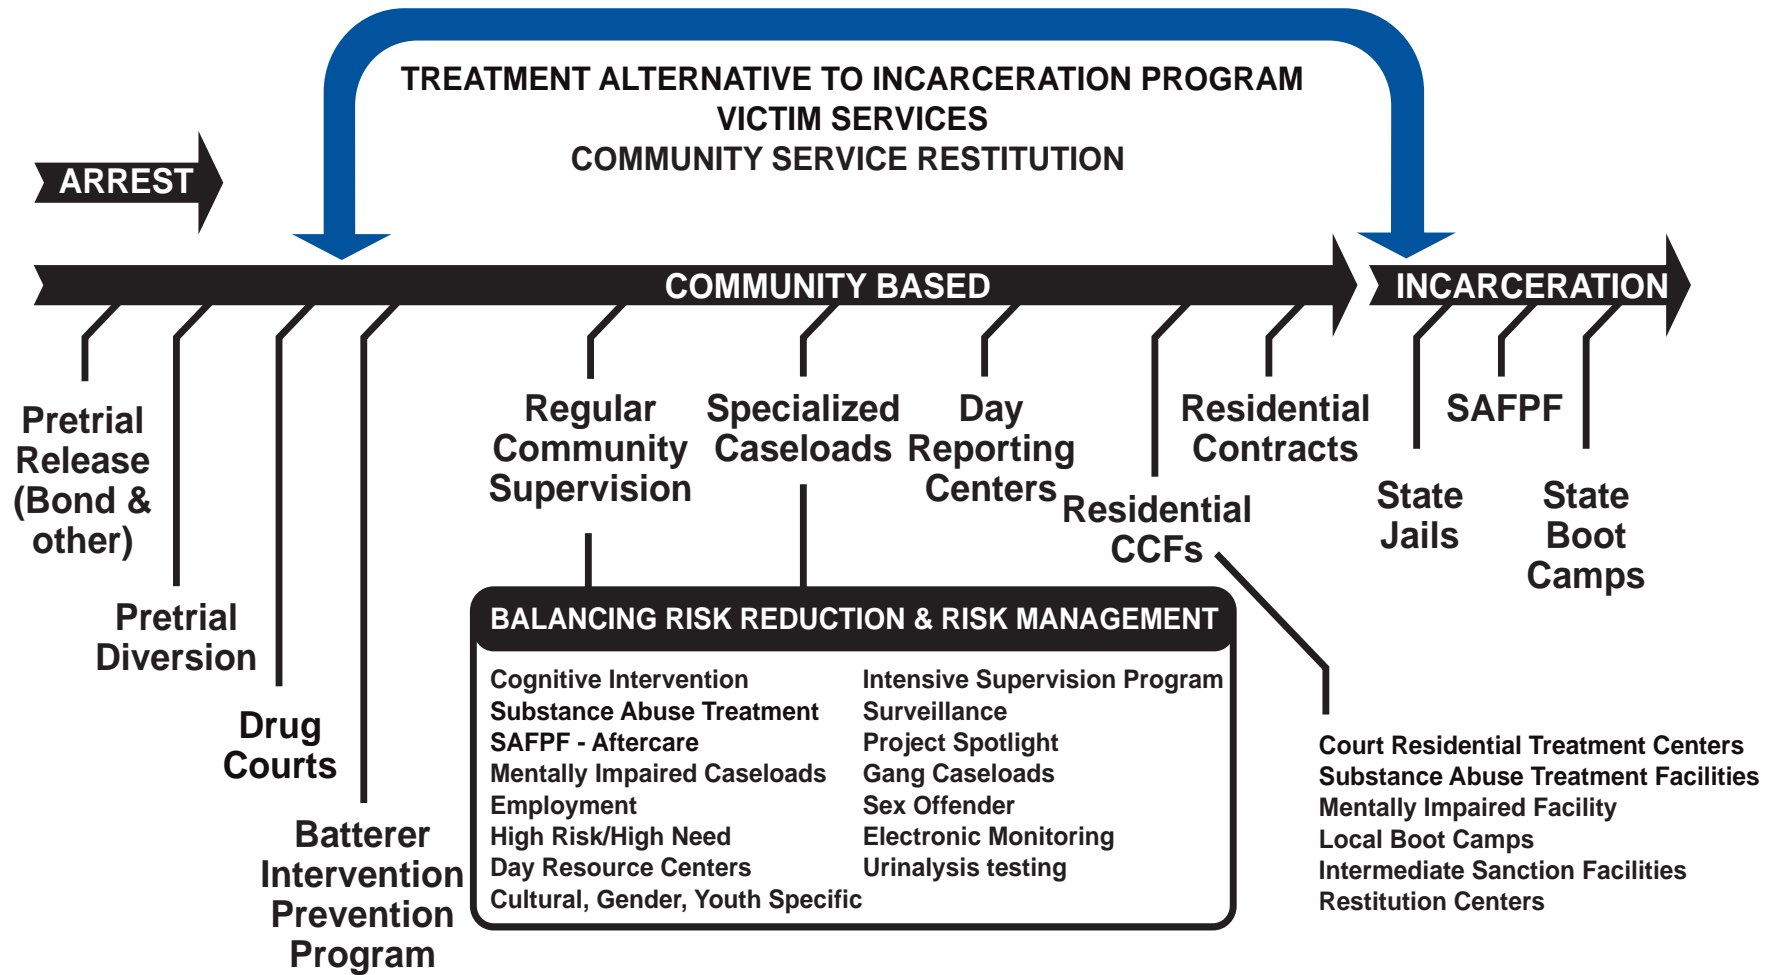 TREATMENT ALTERNATIVE TO INCARCERATION PROGRAM
VICTIM SERVICES
COMMUNITY SERVICE RESTITUTION
ARREST
COMMUNITY BASED
INCARCERATION
Pretrial
Release
(Bond &
other)
Pretrial
Diversion
Drug
Courts
Batterer
Intervention
Prevention
Program
Regular
Community
Supervision
Specialized
Caseloads
Day
Reporting
Centers
Residential
CCFs
Residential
Contracts
State
Jails
SAFPF
State
Boot
Camps
BALANCING RISK REDUCTION & RISK MANAGEMENT
Cognitive Intervention
Substance Abuse Treatment
SAFPF - Aftercare
Mentally Impaired Caseloads
Employment
High Risk/High Need
Day Resource Centers
Cultural, Gender, Youth Specific
Intensive Supervision Program
Surveillance
Project Spotlight
Gang Caseloads
Sex Offender
Electronic Monitoring
Urinalysis testing
Court Residential Treatment Centers
Substance Abuse Treatment Facilities
Mentally Impaired Facility
Local Boot Camps
Intermediate Sanction Facilities
Restitution Centers